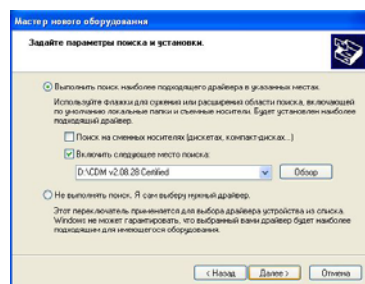 Мастер нового оборудования
Задайте параметры поиска и установки.
Выполнить поиск наиболее подходящего драйвера в указанных местах.
Используйте флажки для сужения или расширения области поиска, включающей
по умолчанию локальные папки и съемные носители. Будет установлен наиболее
подходящий драйвер.
Поиск на сменных носителях (дискетах, компакт-дисках...)
Включить следующее место поиска:
D:\CDM v2.08.28 Certified
Обзор
Не выполнять поиск. Я сам выберу нужный драйвер.
Этот переключатель применяется для выбора драйвера устройства из списка.
Windows не может гарантировать, что выбранный вами драйвер будет наиболее
подходящим для имеющегося оборудования.
< Назад Далее > Отмена